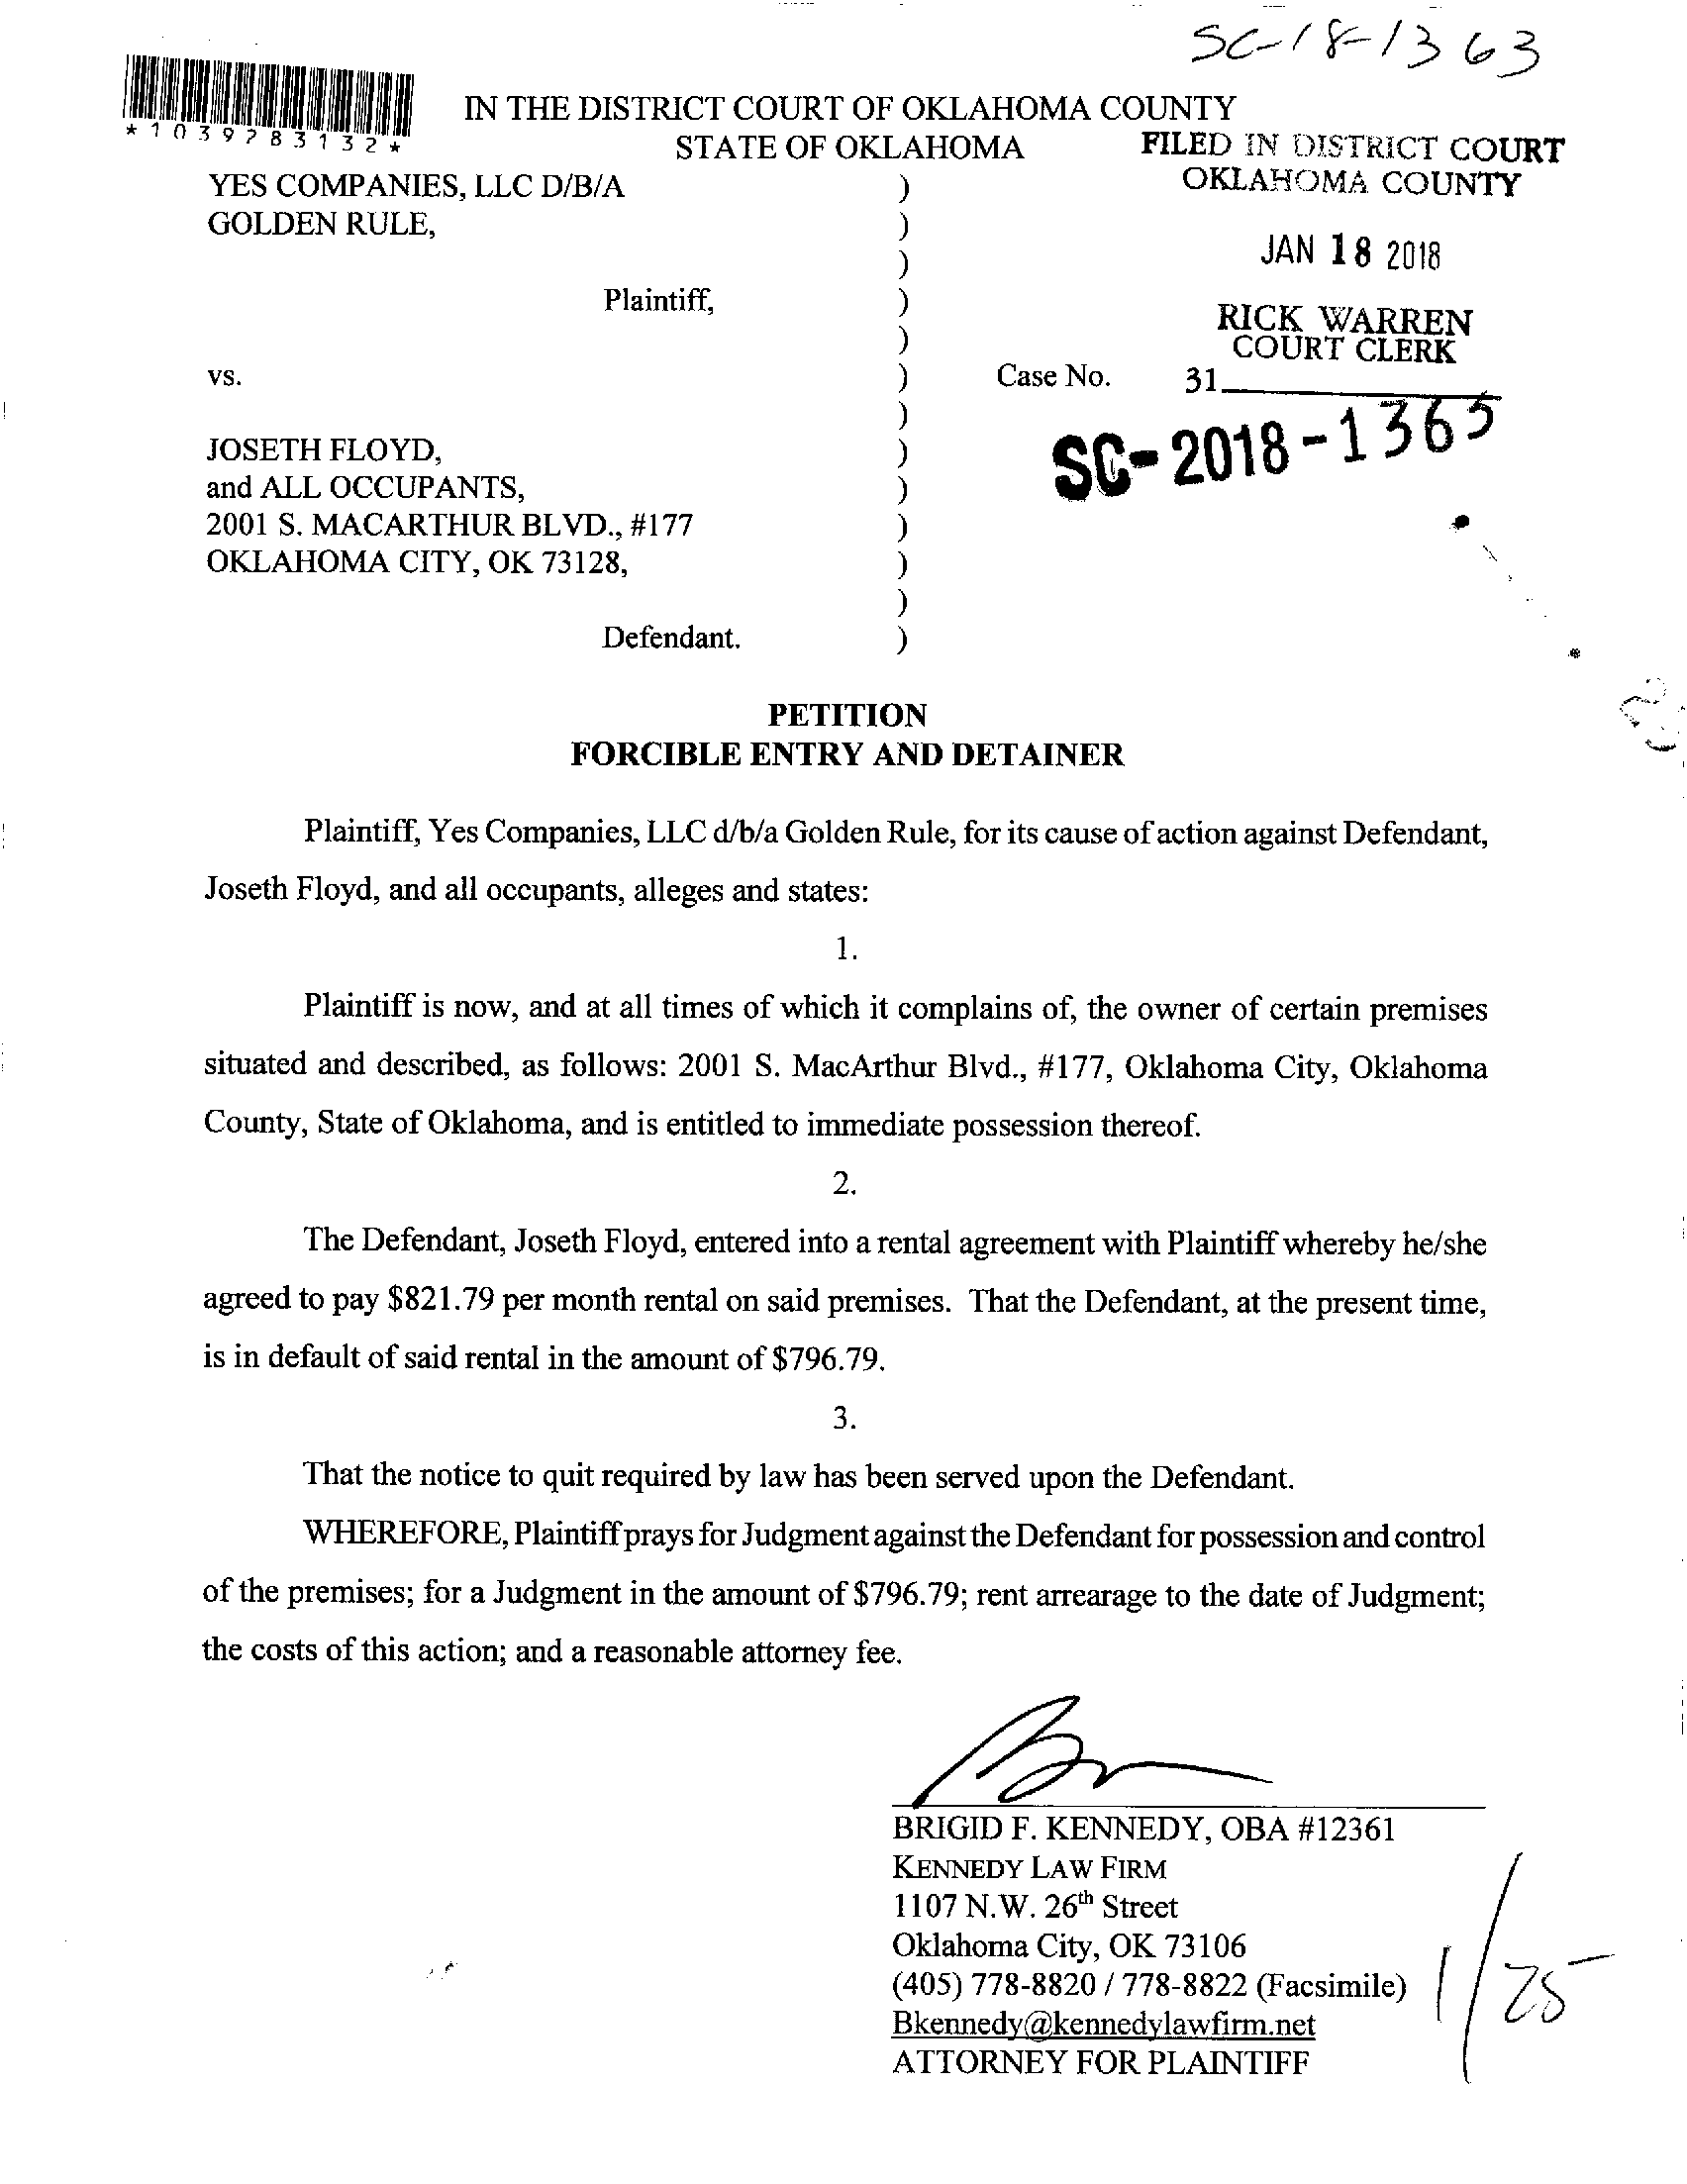 SC-18-1363
*1039783132*
IN THE DISTRICT COURT OF OKLAHOMA COUNTY
STATE OF OKLAHOMA
FILED IN DISTRICT COURT
OKLAHOMA COUNTY
JAN 18 2018
RICK WARREN
COURT CLERK
31
YES COMPANIES, LLC D/B/A )
GOLDEN RULE, )
)
Plaintiff, )
)
vs. ) Case No.
)
SC-2018-1363
JOSETH FLOYD, )
and ALL OCCUPANTS, )
2001 S. MACARTHUR BLVD., #177 )
OKLAHOMA CITY, OK 73128, )
)
Defendant. )
PETITION
FORCIBLE ENTRY AND DETAINER
Plaintiff, Yes Companies, LLC d/b/a Golden Rule, for its cause of action against Defendant,
Joseth Floyd, and all occupants, alleges and states:
1.
Plaintiff is now, and at all times of which it complains of, the owner of certain premises
situated and described, as follows: 2001 S. MacArthur Blvd., #177, Oklahoma City, Oklahoma
County, State of Oklahoma, and is entitled to immediate possession thereof.
2.
The Defendant, Joseth Floyd, entered into a rental agreement with Plaintiff whereby he/she
agreed to pay $821.79 per month rental on said premises. That the Defendant, at the present time,
is in default of said rental in the amount of $796.79.
3.
That the notice to quit required by law has been served upon the Defendant.
WHEREFORE, Plaintiff prays for Judgment against the Defendant for possession and control
of the premises; for a Judgment in the amount of $796.79; rent arrearage to the date of Judgment;
the costs of this action; and a reasonable attorney fee.
BRIGID F. KENNEDY, OBA #12361
KENNEDY LAW FIRM
1107 N.W. 26th Street
Oklahoma City, OK 73106
(405) 778-8820 / 778-8822 (Facsimile)
Bkennedy@kennedylawfirm.net
ATTORNEY FOR PLAINTIFF
1/25